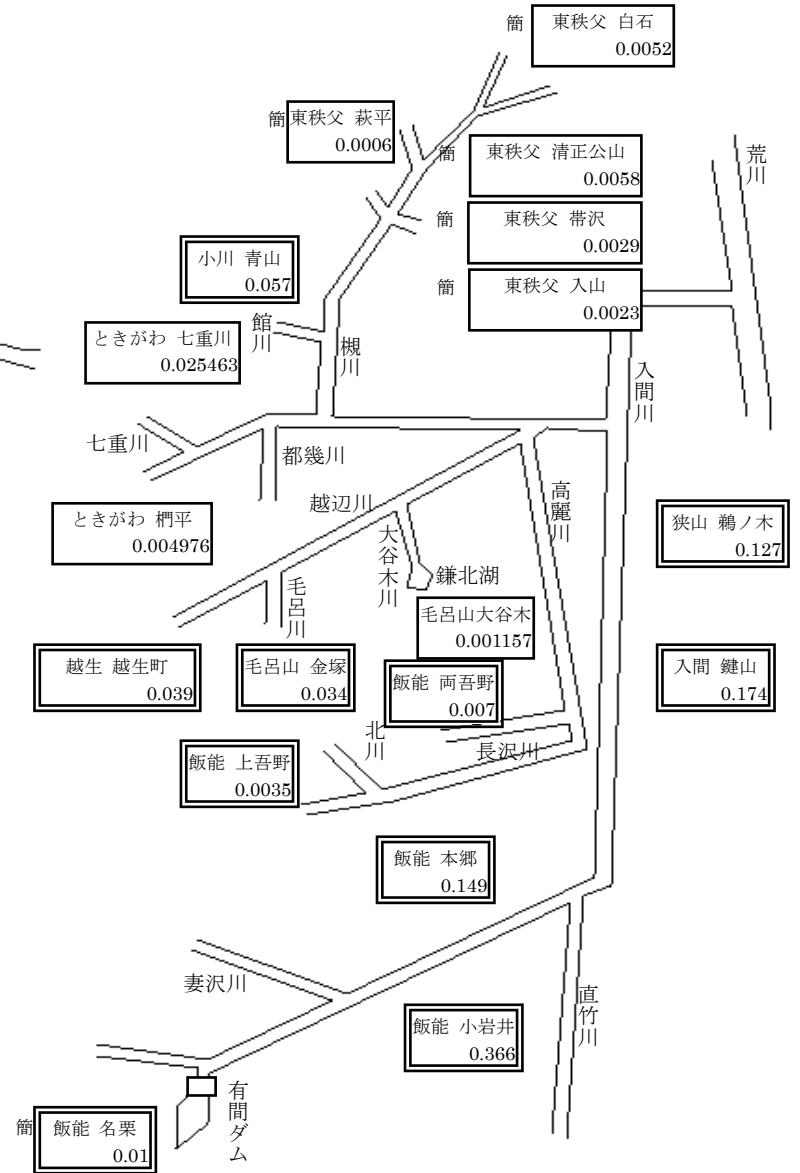 簡
東秩父 白石
0.0052
簡
東秩父 萩平
0.0006
簡
東秩父 清正公山
0.0058
荒川
簡
東秩父 帯沢
0.0029
小川 青山
0.057
簡
東秩父 入山
0.0023
館川
ときがわ 七重川
0.025463
槻川
入間川
七重川
都幾川
越辺川
高麗川
ときがわ 椚平
0.004976
狭山 鵜ノ木
0.127
大谷木川
鎌北湖
毛呂川
毛呂山大谷木
0.001157
越生 越生町
0.039
毛呂山 金塚
0.034
飯能 両吾野
0.007
入間 鍵山
0.174
北川
長沢川
飯能 上吾野
0.0035
飯能 本郷
0.149
妻沢川
直竹川
飯能 小岩井
0.366
有間ダム
簡
飯能 名栗
0.01